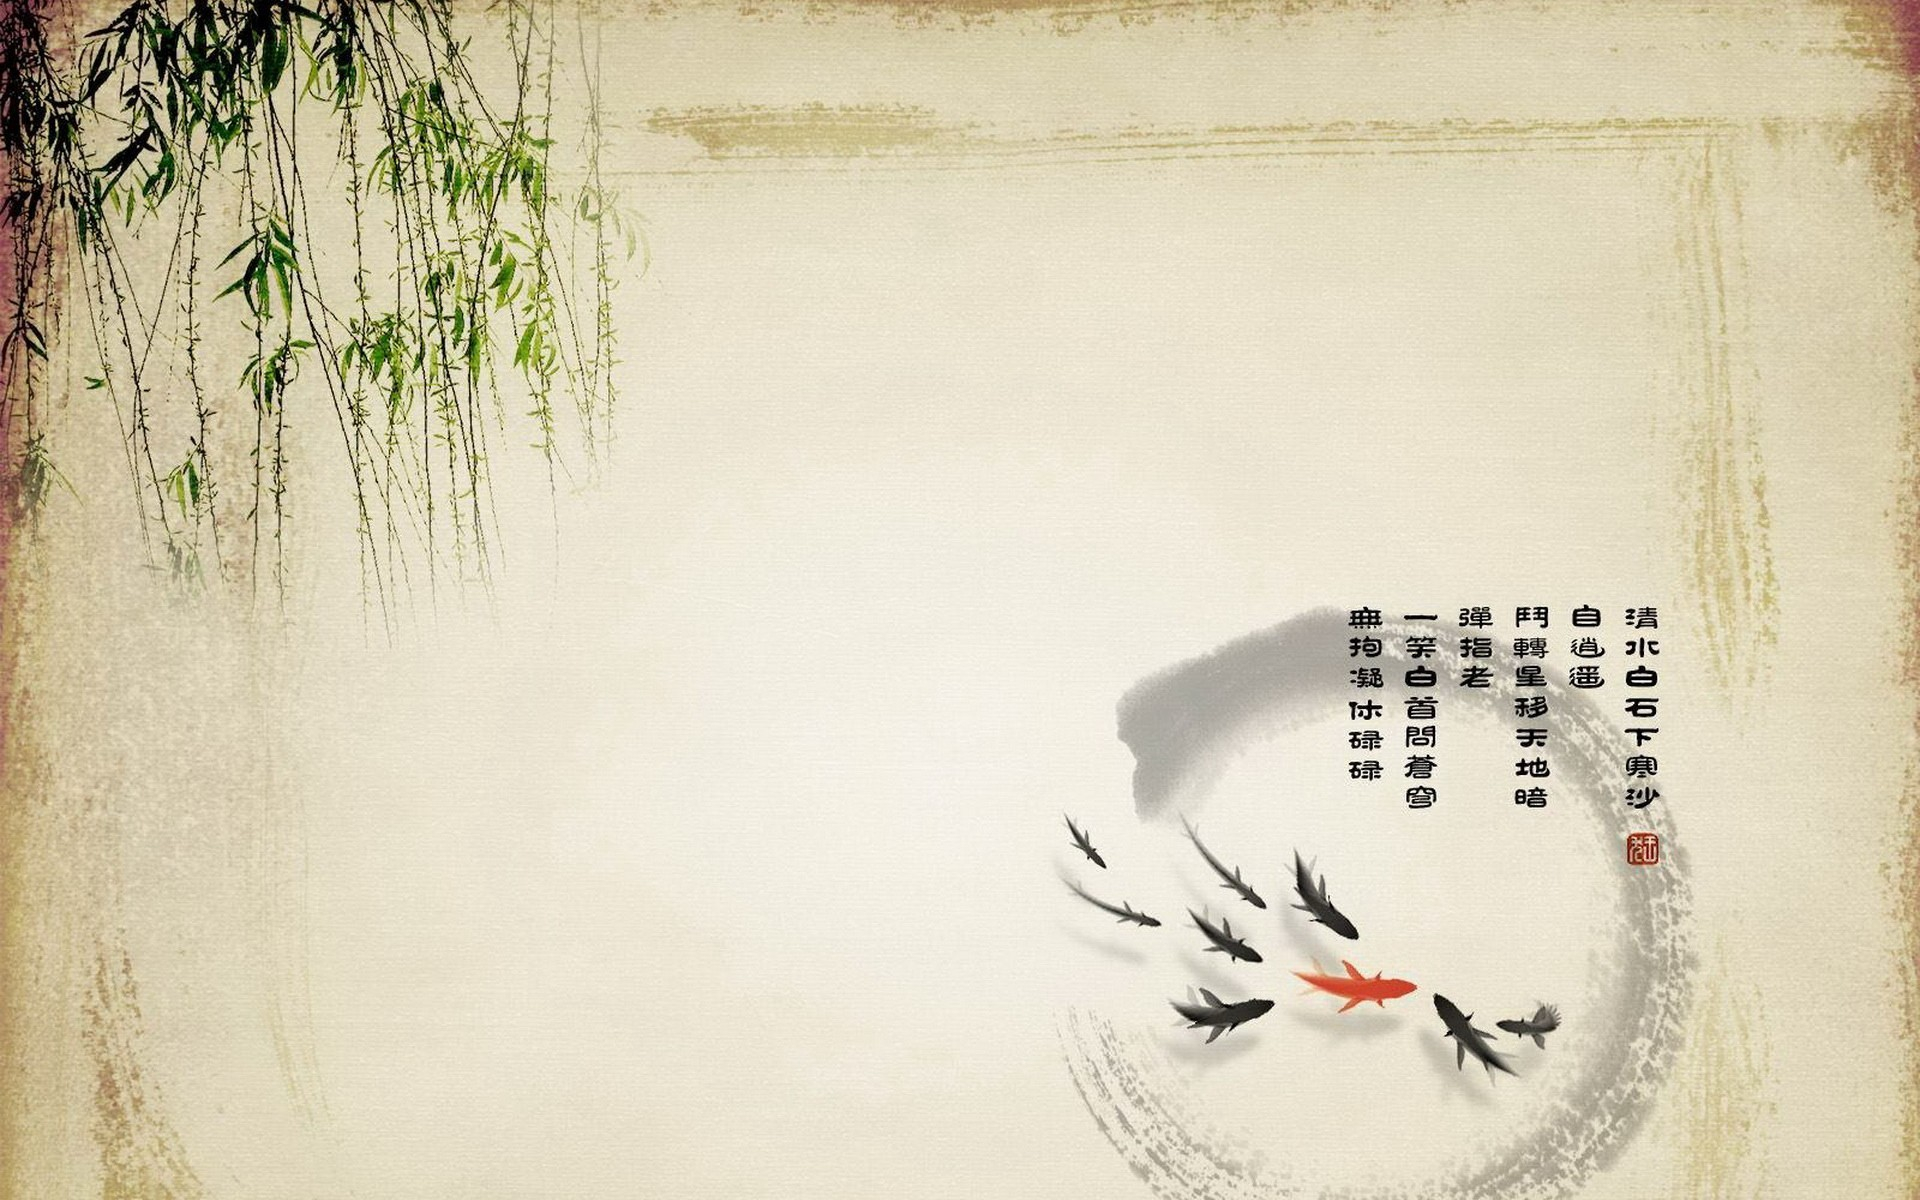 清水白石下寒沙
自逍遥
鬥轉星移天地暗
彈指老
一笑白首問蒼穹
無拘凝休碌碌